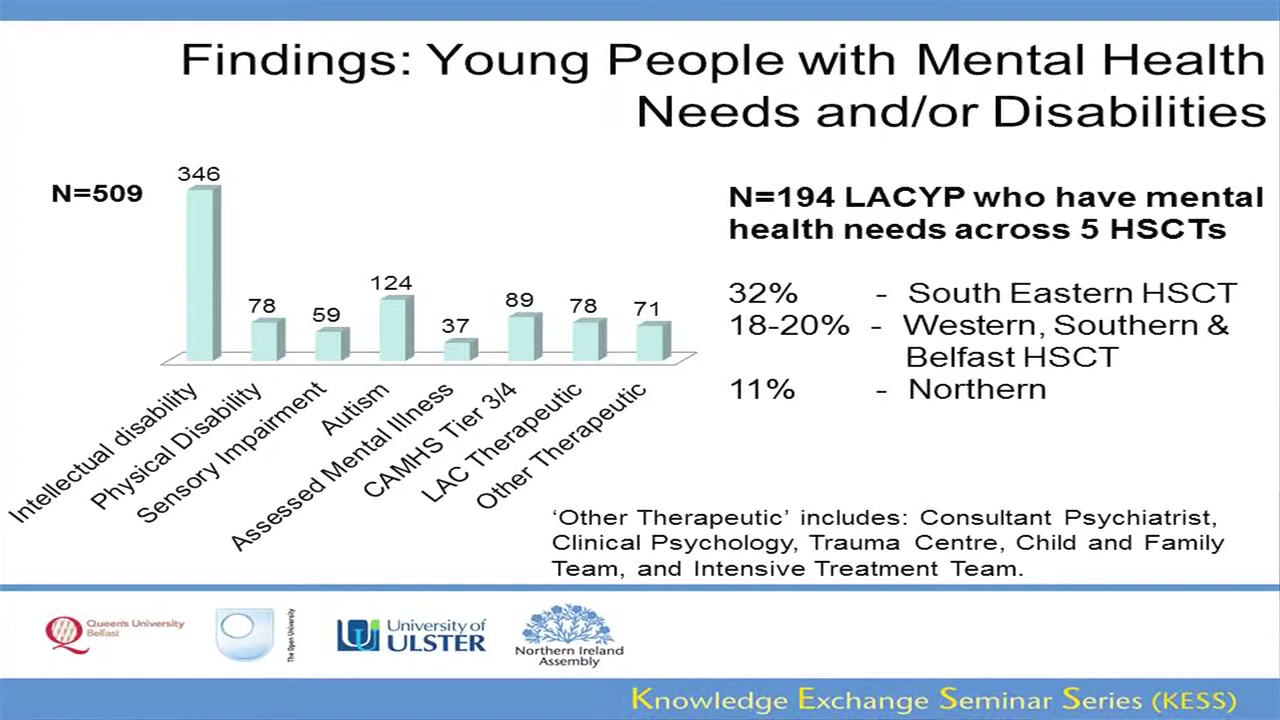 Findings: Young People with Mental Health
Needs and/or Disabilities
N=509
346
78
59
124
37
89
78
71
Intellectual disability
Physical Disability
Sensory Impairment
Autism
Assessed Mental Illness
CAMHS Tier 3/4
LAC Therapeutic
Other Therapeutic
N=194 LACYP who have mental
health needs across 5 HSCTs
32% - South Eastern HSCT
18-20% - Western, Southern &
Belfast HSCT
11% - Northern
‘Other Therapeutic’ includes: Consultant Psychiatrist,
Clinical Psychology, Trauma Centre, Child and Family
Team, and Intensive Treatment Team.
Queen's University
Belfast
The Open University
University of
ULSTER
Northern Ireland
Assembly
Knowledge Exchange Seminar Series (KESS)